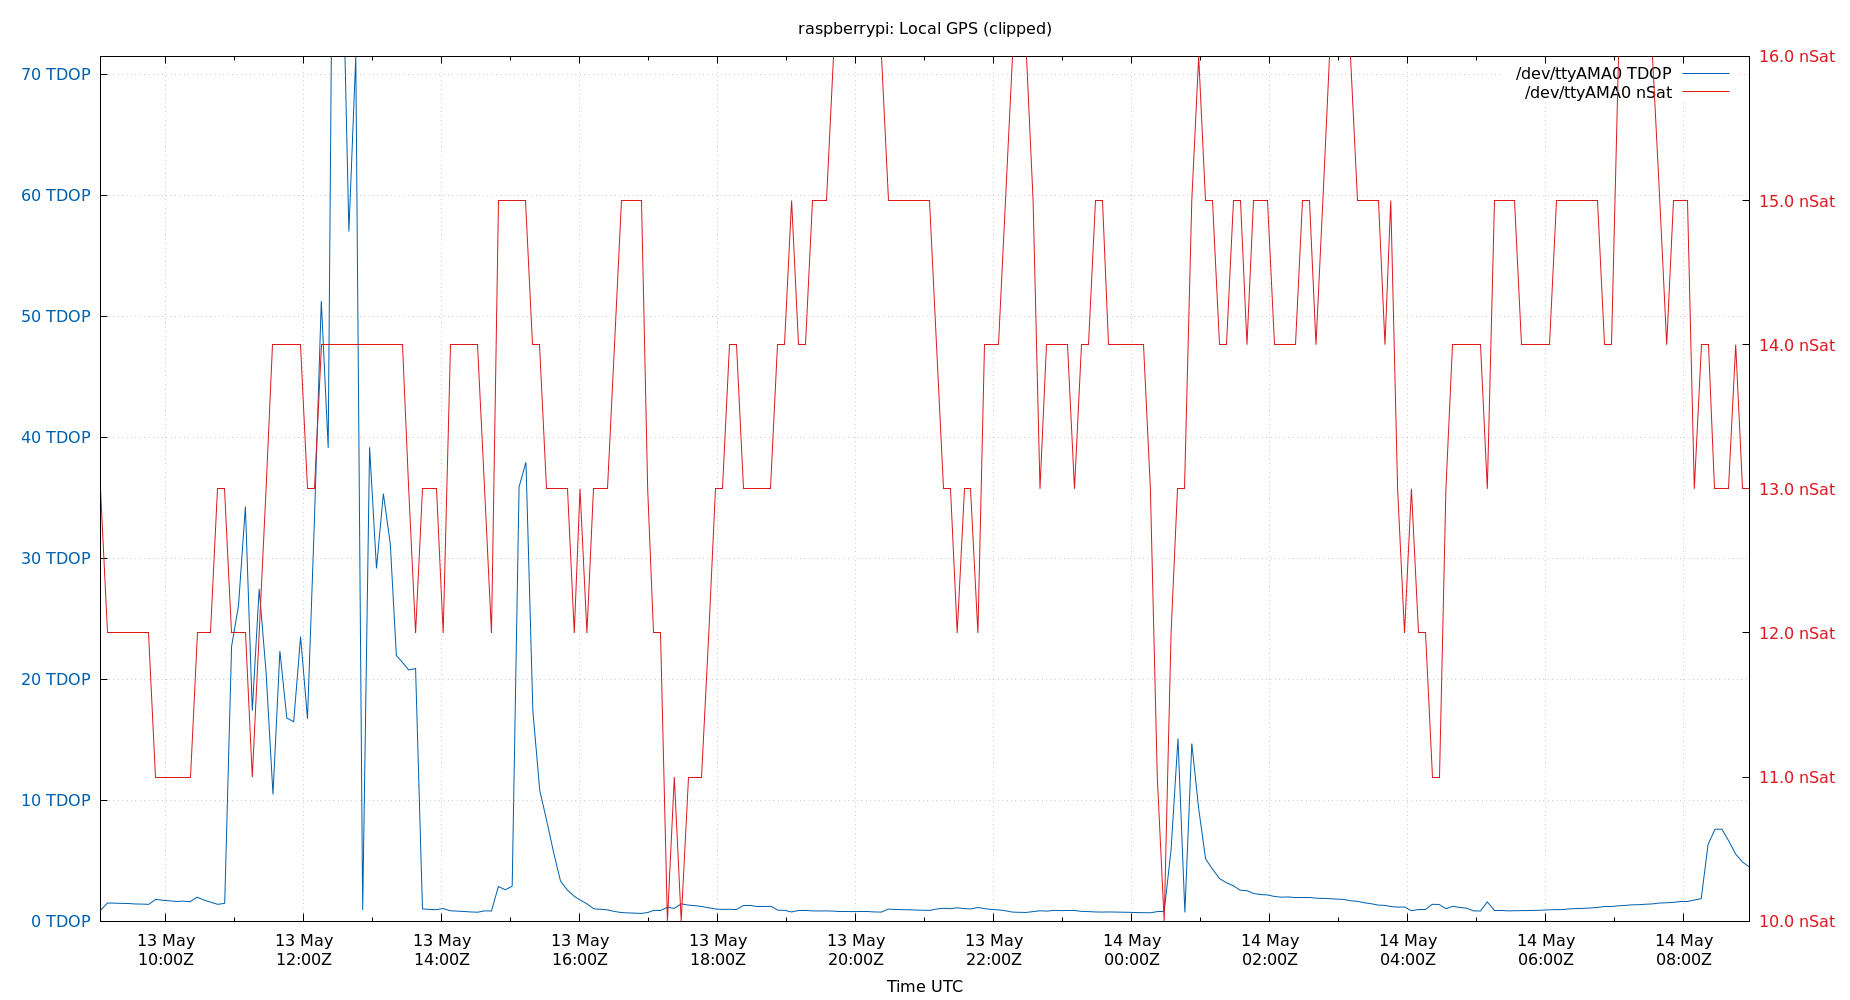 raspberrypi: Local GPS (clipped)
70 TDOP
60 TDOP
50 TDOP
40 TDOP
30 TDOP
20 TDOP
10 TDOP
0 TDOP
/dev/ttyAMA0 TDOP
/dev/ttyAMA0 nSat
16.0 nSat
15.0 nSat
14.0 nSat
13.0 nSat
12.0 nSat
11.0 nSat
10.0 nSat
13 May 13 May 13 May 13 May 13 May 13 May 13 May 14 May 14 May 14 May 14 May 14 May
10:00Z 12:00Z 14:00Z 16:00Z 18:00Z 20:00Z 22:00Z 00:00Z 02:00Z 04:00Z 06:00Z 08:00Z
Time UTC